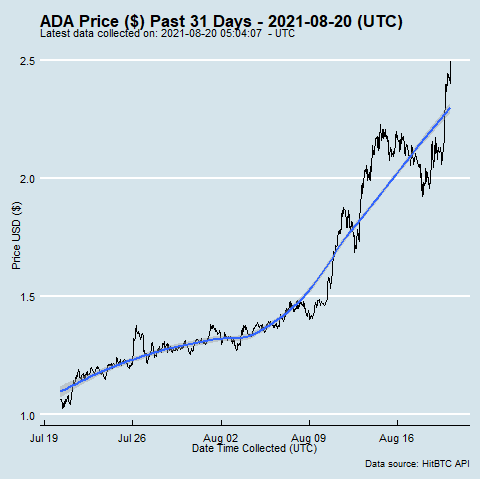 ADA Price ($) Past 31 Days - 2021-08-20 (UTC)
Latest data collected on: 2021-08-20 05:04:07 - UTC
2.5
2.0
1.5
1.0
Price USD ($)
Jul 19 Jul 26 Aug 02 Aug 09 Aug 16
Date Time Collected (UTC)
Data source: HitBTC API